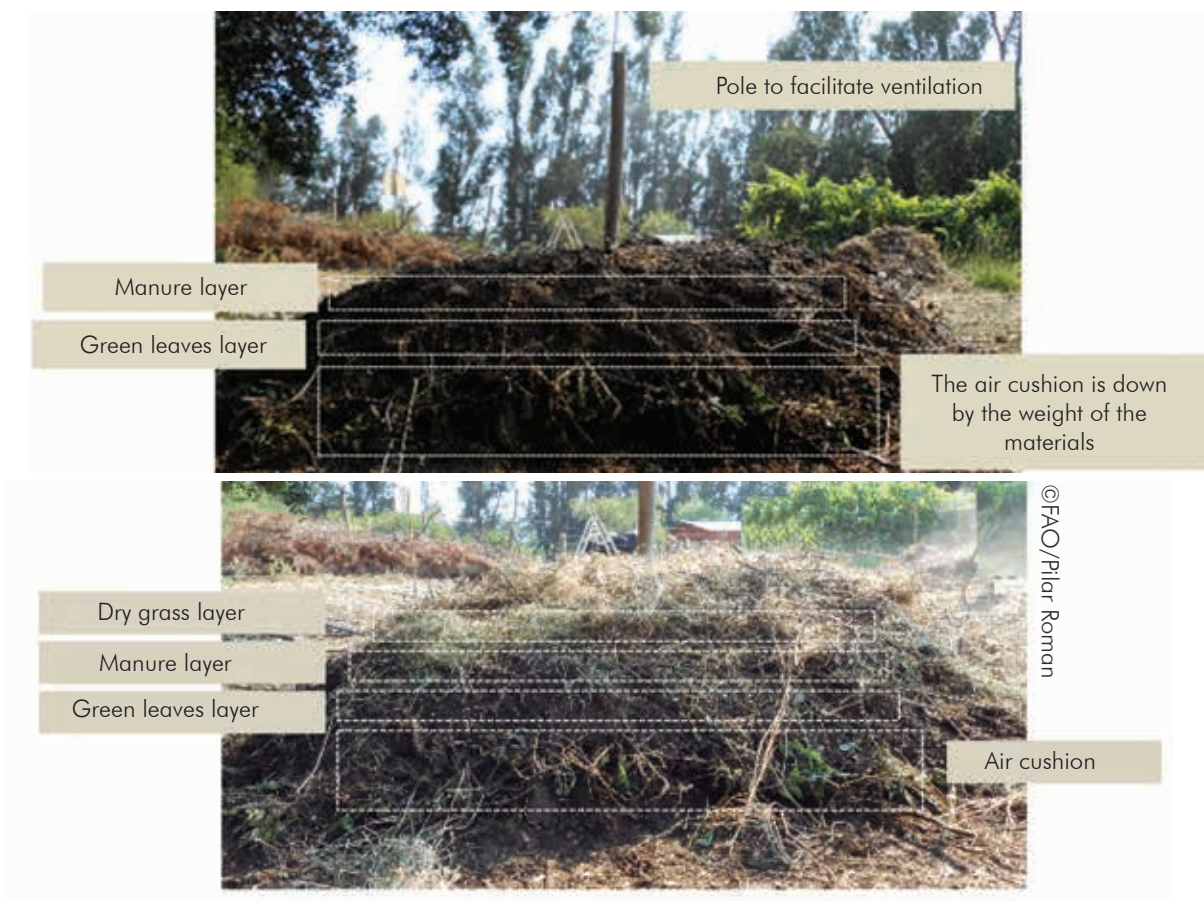 Pole to facilitate ventilation
Manure layer
Green leaves layer
The air cushion is down
by the weight of the
materials
©FAO/Pilar Roman
Dry grass layer
Manure layer
Green leaves layer
Air cushion